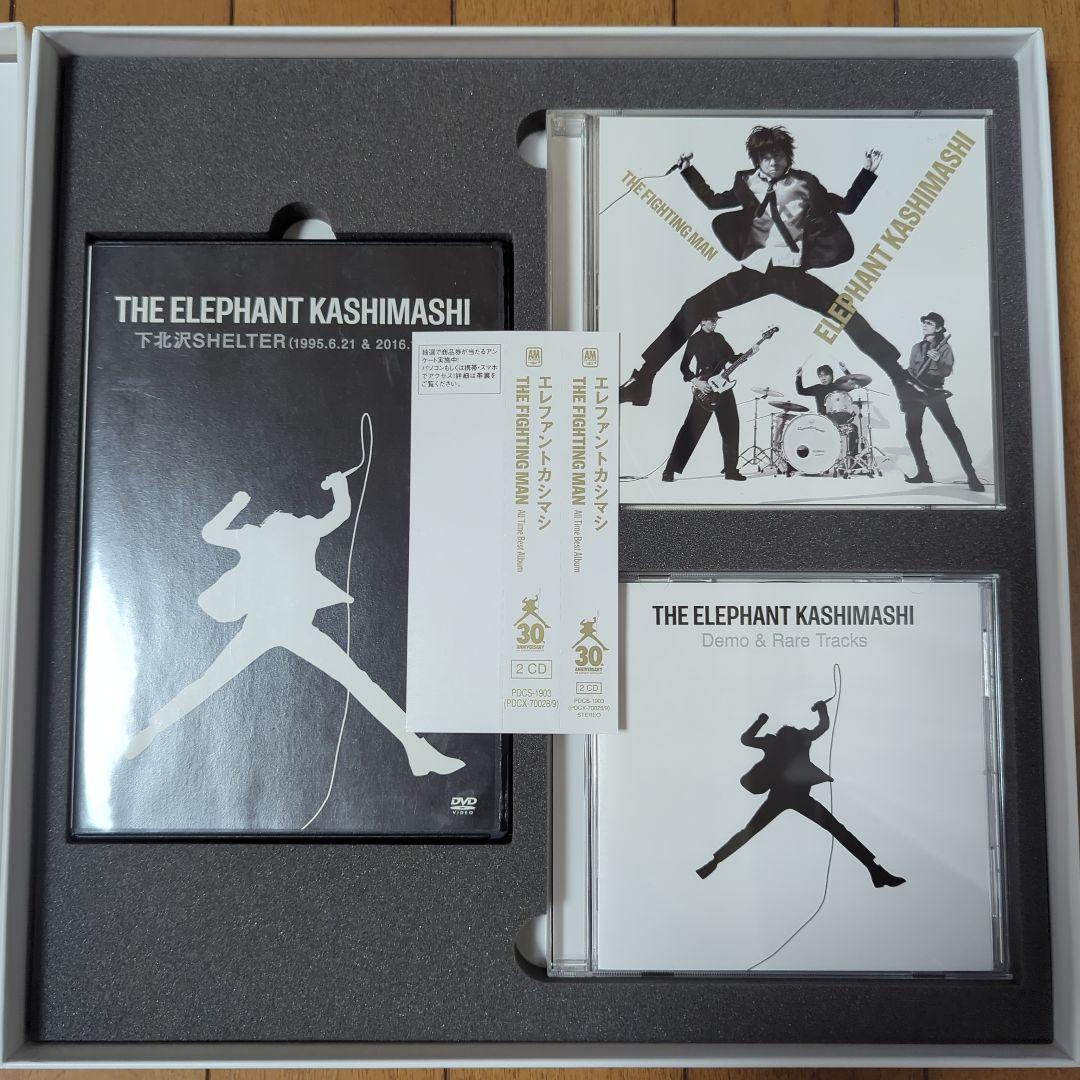 THE ELEPHANT KASHIMASHI
下北沢SHELTER (1995.6.21 & 2016.
DVD
VIDEO
抽選で商品券が当たるアン
ケート実施中!
パソコンもしくは携帯・スマホ
でアクセス!詳細は帯裏を
ご覧ください。
AM
エレファントカシマシ
THE FIGHTING MAN All Time Best Album
30
ANNIVERSARY
2 CD
PDCS-1903
(PDCX-70028/9)
AM
エレファントカシマシ
THE FIGHTING MAN All Time Best Album
30
ANNIVERSARY
2 CD
PDCS-1903
(PDCX-70028/9)
STEREO
THE FIGHTING MAN
ELEPHANT KASHIMASHI
THE ELEPHANT KASHIMASHI
Demo & Rare Tracks